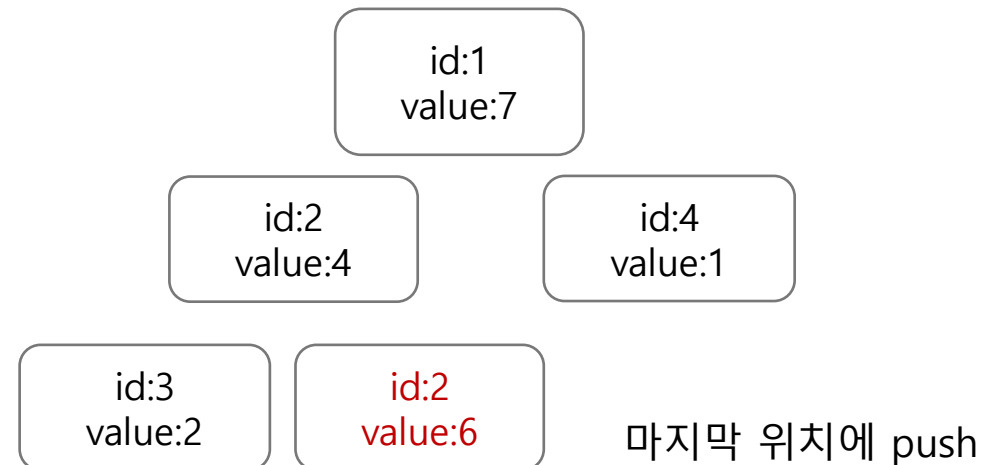 id:1
value:7
id:2
value:4
id:4
value:1
id:3
value:2
id:2
value:6
마지막 위치에 push